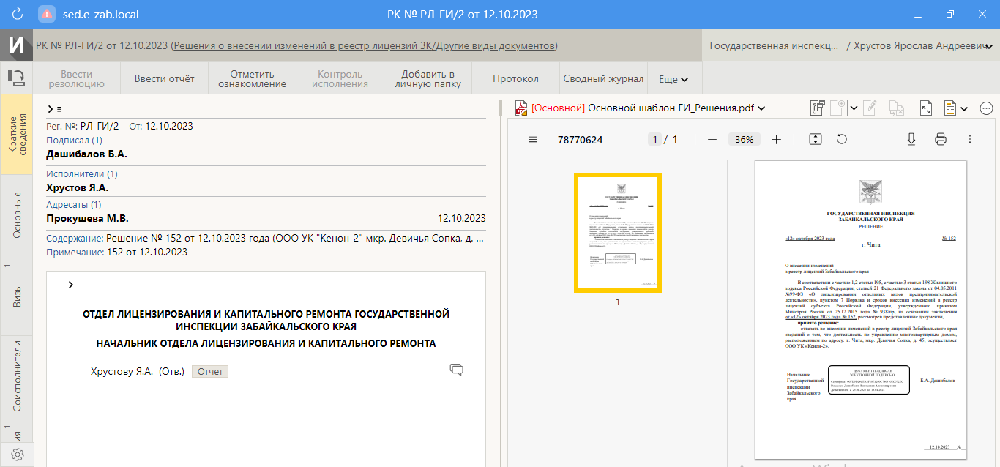 sed.e-zab.local
РК № РЛ-ГИ/2 от 12.10.2023
И
РК № РЛ-ГИ/2 от 12.10.2023 (Решения о внесении изменений в реестр лицензий ЗК/Другие виды документов)
Государственная инспекц... / Хрустов Ярослав Андреевич
Ввести резолюцию
Ввести отчёт
Отметить ознакомление
Контроль исполнения
Добавить в личную папку
Протокол
Сводный журнал
Еще
Краткие сведения
Основные
1
Визы
Соисполнители
1
ия
Рег. №: РЛ-ГИ/2 От: 12.10.2023
Подписал (1)
Дашибалов Б.А.
Исполнители (1)
Хрустов Я.А.
Адресаты (1)
Прокушева М.В. 12.10.2023
Содержание: Решение № 152 от 12.10.2023 года (ООО УК "Кенон-2" мкр. Девичья Сопка, д. ...
Примечание: 152 от 12.10.2023
ОТДЕЛ ЛИЦЕНЗИРОВАНИЯ И КАПИТАЛЬНОГО РЕМОНТА ГОСУДАРСТВЕННОЙ
ИНСПЕКЦИИ ЗАБАЙКАЛЬСКОГО КРАЯ
НАЧАЛЬНИК ОТДЕЛА ЛИЦЕНЗИРОВАНИЯ И КАПИТАЛЬНОГО РЕМОНТА
Хрустову Я.А. (Отв.) Отчет
[Основной] Основной шаблон ГИ_Решения.pdf
78770624
1 / 1
36%
1
ГОСУДАРСТВЕННАЯ ИНСПЕКЦИЯ
ЗАБАЙКАЛЬСКОГО КРАЯ
РЕШЕНИЕ
«12» октября 2023 года № 152
г. Чита
О внесении изменений
в реестр лицензий Забайкальского края
В соответствии с частью 1,2 статьи 195, с частью 3 статьи 198 Жилищного
кодекса Российской Федерации, статьей 21 Федерального закона от 04.05.2011
№99-ФЗ «О лицензировании отдельных видов предпринимательской
деятельности», пунктом 7 Порядка и сроков внесения изменений в реестр
лицензий субъекта Российской Федерации, утвержденного приказом
Минстроя России от 25.12.2015 года № 938/пр, на основании заключения
от «12» октября 2023 года № 152, рассмотрев представленные документы,
принято решение:
- отказать во внесении изменений в реестр лицензий Забайкальского края
сведений о том, что деятельность по управлению многоквартирным домом,
расположенным по адресу: г. Чита, мкр. Девичья Сопка, д. 45, осуществляет
ООО УК «Кенон-2».
Начальник
Государственной
инспекции
Забайкальского
края
ДОКУМЕНТ ПОДПИСАН
ЭЛЕКТРОННОЙ ПОДПИСЬЮ
Владелец Дашибалов Баясхалан Александрович
Действителен с 25.01.2023 по 19.04.2024
Б.А. Дашибалов
12.10.2023 №